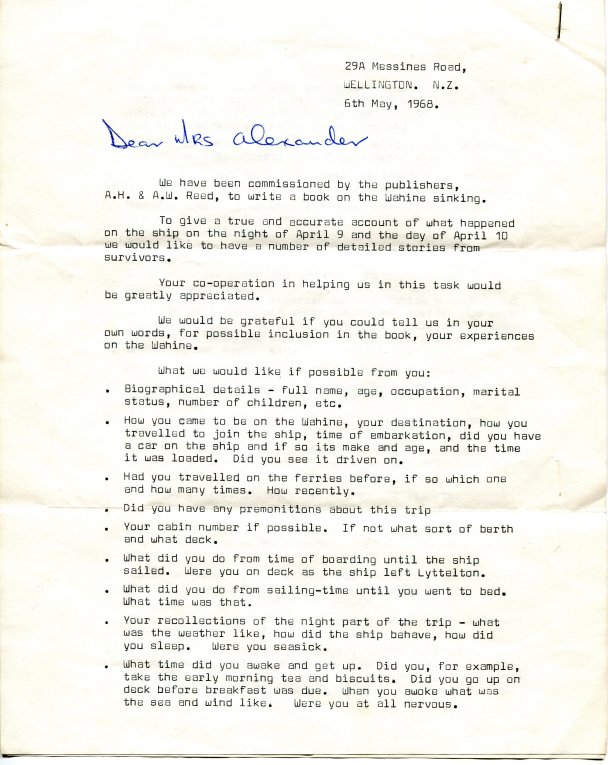 29A Messines Road,
WELLINGTON. N.Z.
6th May, 1968.
Dear Mrs Alexander
We have been commissioned by the publishers,
A.H. & A.W. Reed, to write a book on the Wahine sinking.
To give a true and accurate account of what happened
on the ship on the night of April 9 and the day of April 10
we would like to have a number of detailed stories from
survivors.
Your co-operation in helping us in this task would
be greatly appreciated.
We would be grateful if you could tell us in your
own words, for possible inclusion in the book, your experiences
on the Wahine.
What we would like if possible from you:
. Biographical details - full name, age, occupation, marital
status, number of children, etc.
. How you came to be on the Wahine, your destination, how you
travelled to join the ship, time of embarkation, did you have
a car on the ship and if so its make and age, and the time
it was loaded. Did you see it driven on.
. Had you travelled on the ferries before, if so which one
and how many times. How recently.
. Did you have any premonitions about this trip
. Your cabin number if possible. If not what sort of berth
and what deck.
. What did you do from time of boarding until the ship
sailed. Were you on deck as the ship left Lyttelton.
. What did you do from sailing-time until you went to bed.
What time was that.
. Your recollections of the night part of the trip - what
was the weather like, how did the ship behave, how did
you sleep. Were you seasick.
. What time did you awake and get up. Did you, for example,
take the early morning tea and biscuits. Did you go up on
deck before breakfast was due. When you awoke what was
the sea and wind like. Were you at all nervous.